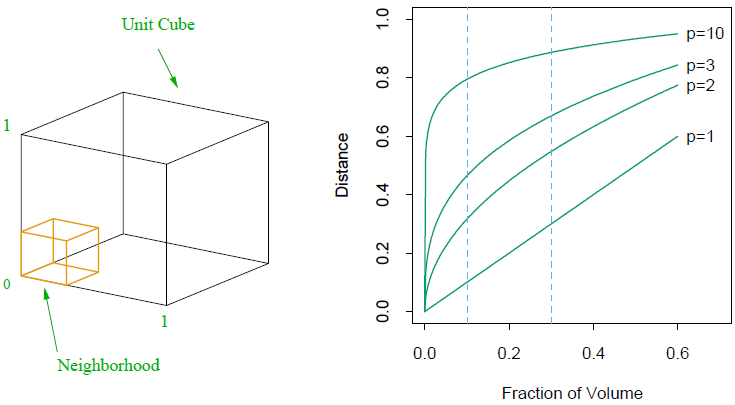 Unit Cube
1
0
1
Neighborhood
Distance
1.0
0.8
0.6
0.4
0.2
0.0
p=10
p=3
p=2
p=1
0.0 0.2 0.4 0.6
Fraction of Volume